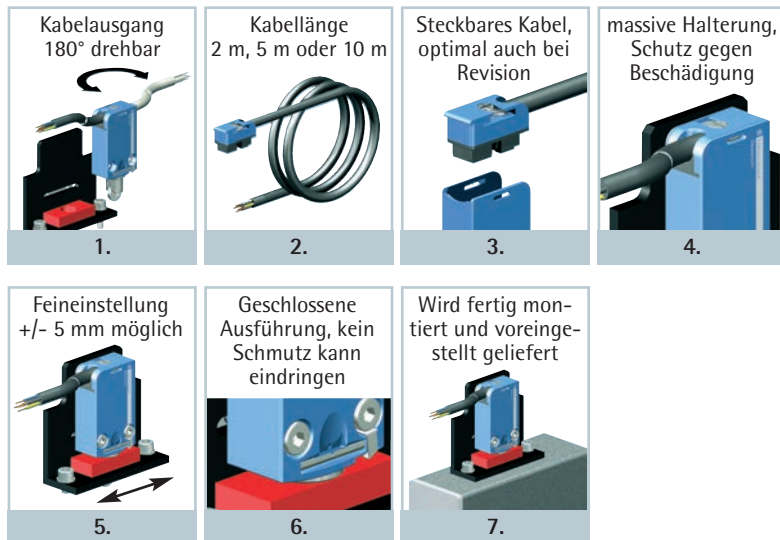 Kabelausgang
180° drehbar
1.
Kabellänge
2 m, 5 m oder 10 m
2.
Steckbares Kabel,
optimal auch bei
Revision
3.
massive Halterung,
Schutz gegen
Beschädigung
4.
Feineinstellung
+/- 5 mm möglich
5.
Geschlossene
Ausführung, kein
Schmutz kann
eindringen
6.
Wird fertig mon-
tiert und voreinge-
stellt geliefert
7.